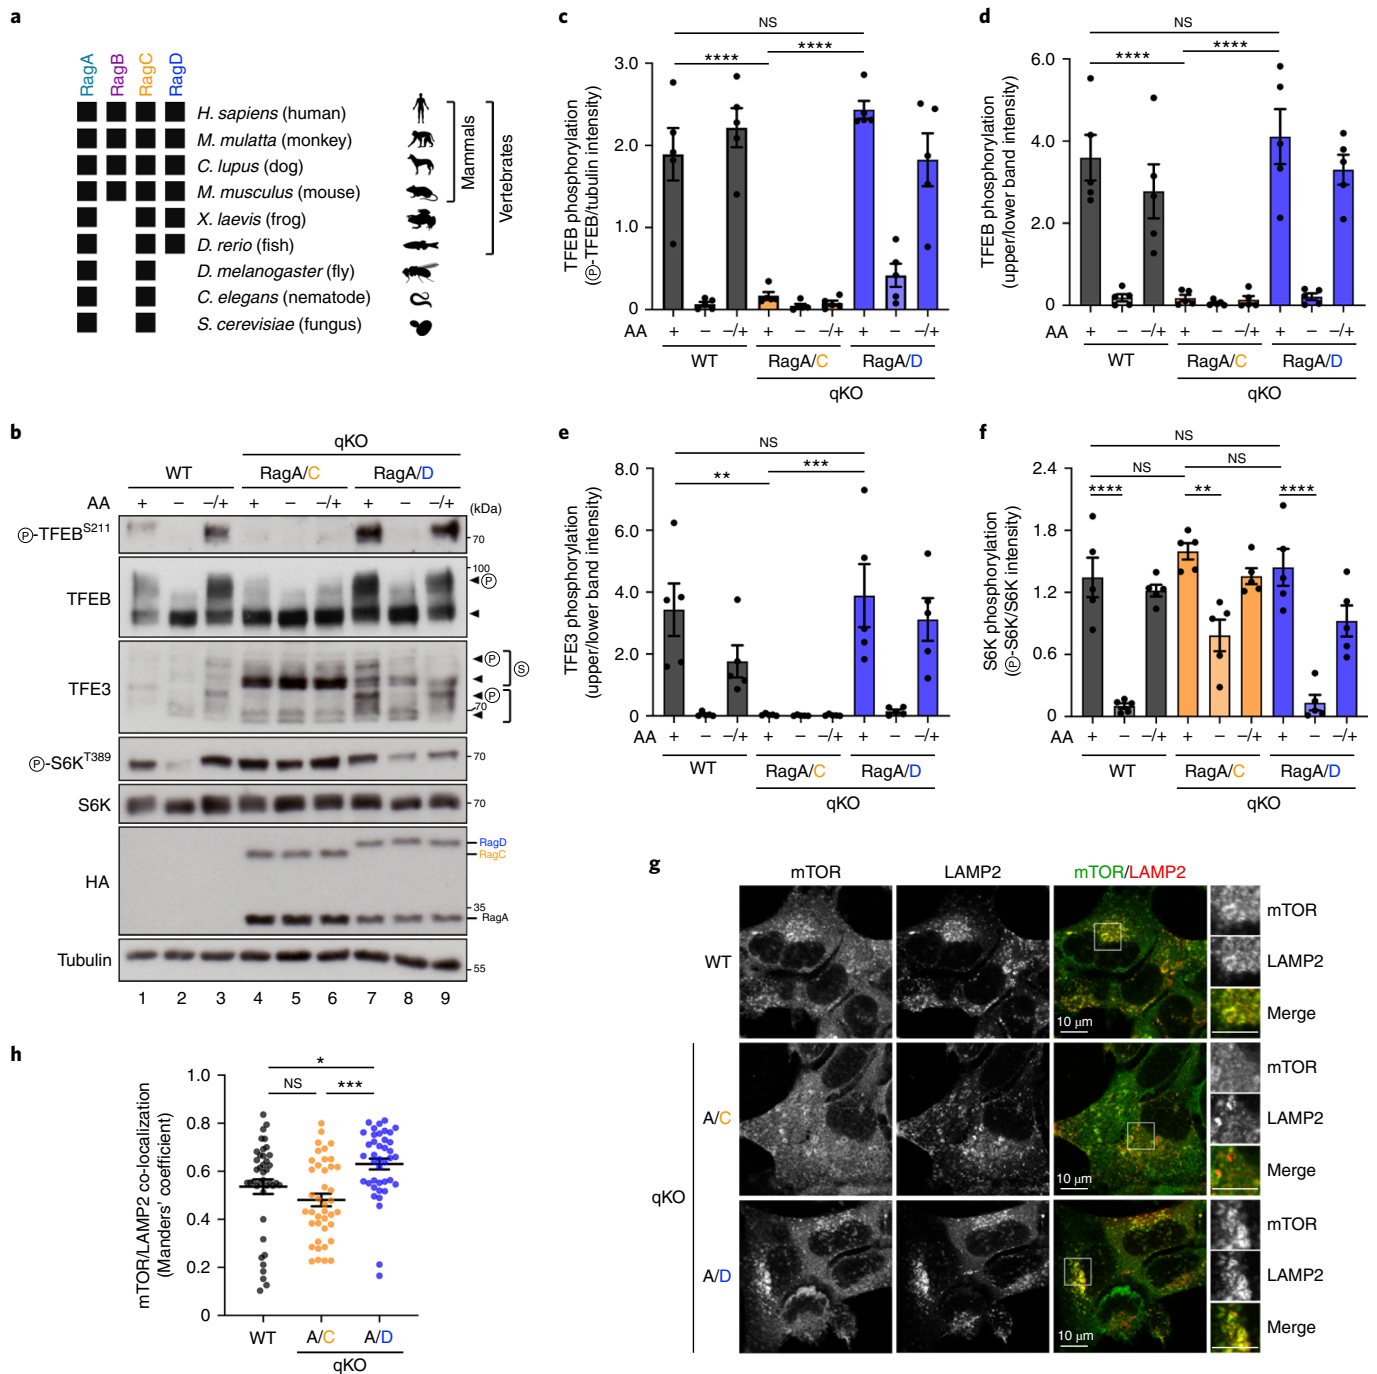 a
RagA
RagB
RagC
RagD
H. sapiens (human)
M. mulatta (monkey)
C. lupus (dog)
M. musculus (mouse)
X. laevis (frog)
D. rerio (fish)
D. melanogaster (fly)
C. elegans (nematode)
S. cerevisiae (fungus)
Mammals
Vertebrates
b
qKO
WT RagA/C RagA/D
AA + − −/+ + − −/+ + − −/+ (kDa)
Ⓟ-TFEB^S211 70
TFEB 100 Ⓟ
TFE3 Ⓟ Ⓢ
Ⓟ
70
Ⓟ-S6K^T389 70
S6K 70
HA RagD
RagC
35
RagA
Tubulin 55
1 2 3 4 5 6 7 8 9
c
NS
****
****
TFEB phosphorylation
(Ⓟ-TFEB/tubulin intensity)
3.0
2.0
1.0
0
AA + − −/+ + − −/+ + − −/+
WT RagA/C RagA/D
qKO
d
NS
****
****
TFEB phosphorylation
(upper/lower band intensity)
6.0
4.0
2.0
0
AA + − −/+ + − −/+ + − −/+
WT RagA/C RagA/D
qKO
e
NS
***
**
TFE3 phosphorylation
(upper/lower band intensity)
8.0
6.0
4.0
2.0
0
AA + − −/+ + − −/+ + − −/+
WT RagA/C RagA/D
qKO
f
NS
NS NS
**** ** ****
S6K phosphorylation
(Ⓟ-S6K/S6K intensity)
2.4
1.8
1.2
0.6
0
AA + − −/+ + − −/+ + − −/+
WT RagA/C RagA/D
qKO
g
mTOR LAMP2 mTOR/LAMP2
WT
10 μm
mTOR
LAMP2
Merge
qKO
A/C
10 μm
mTOR
LAMP2
Merge
A/D
10 μm
mTOR
LAMP2
Merge
h
*
NS ***
mTOR/LAMP2 co-localization
(Manders' coefficient)
1.0
0.8
0.6
0.4
0.2
0
WT A/C A/D
qKO